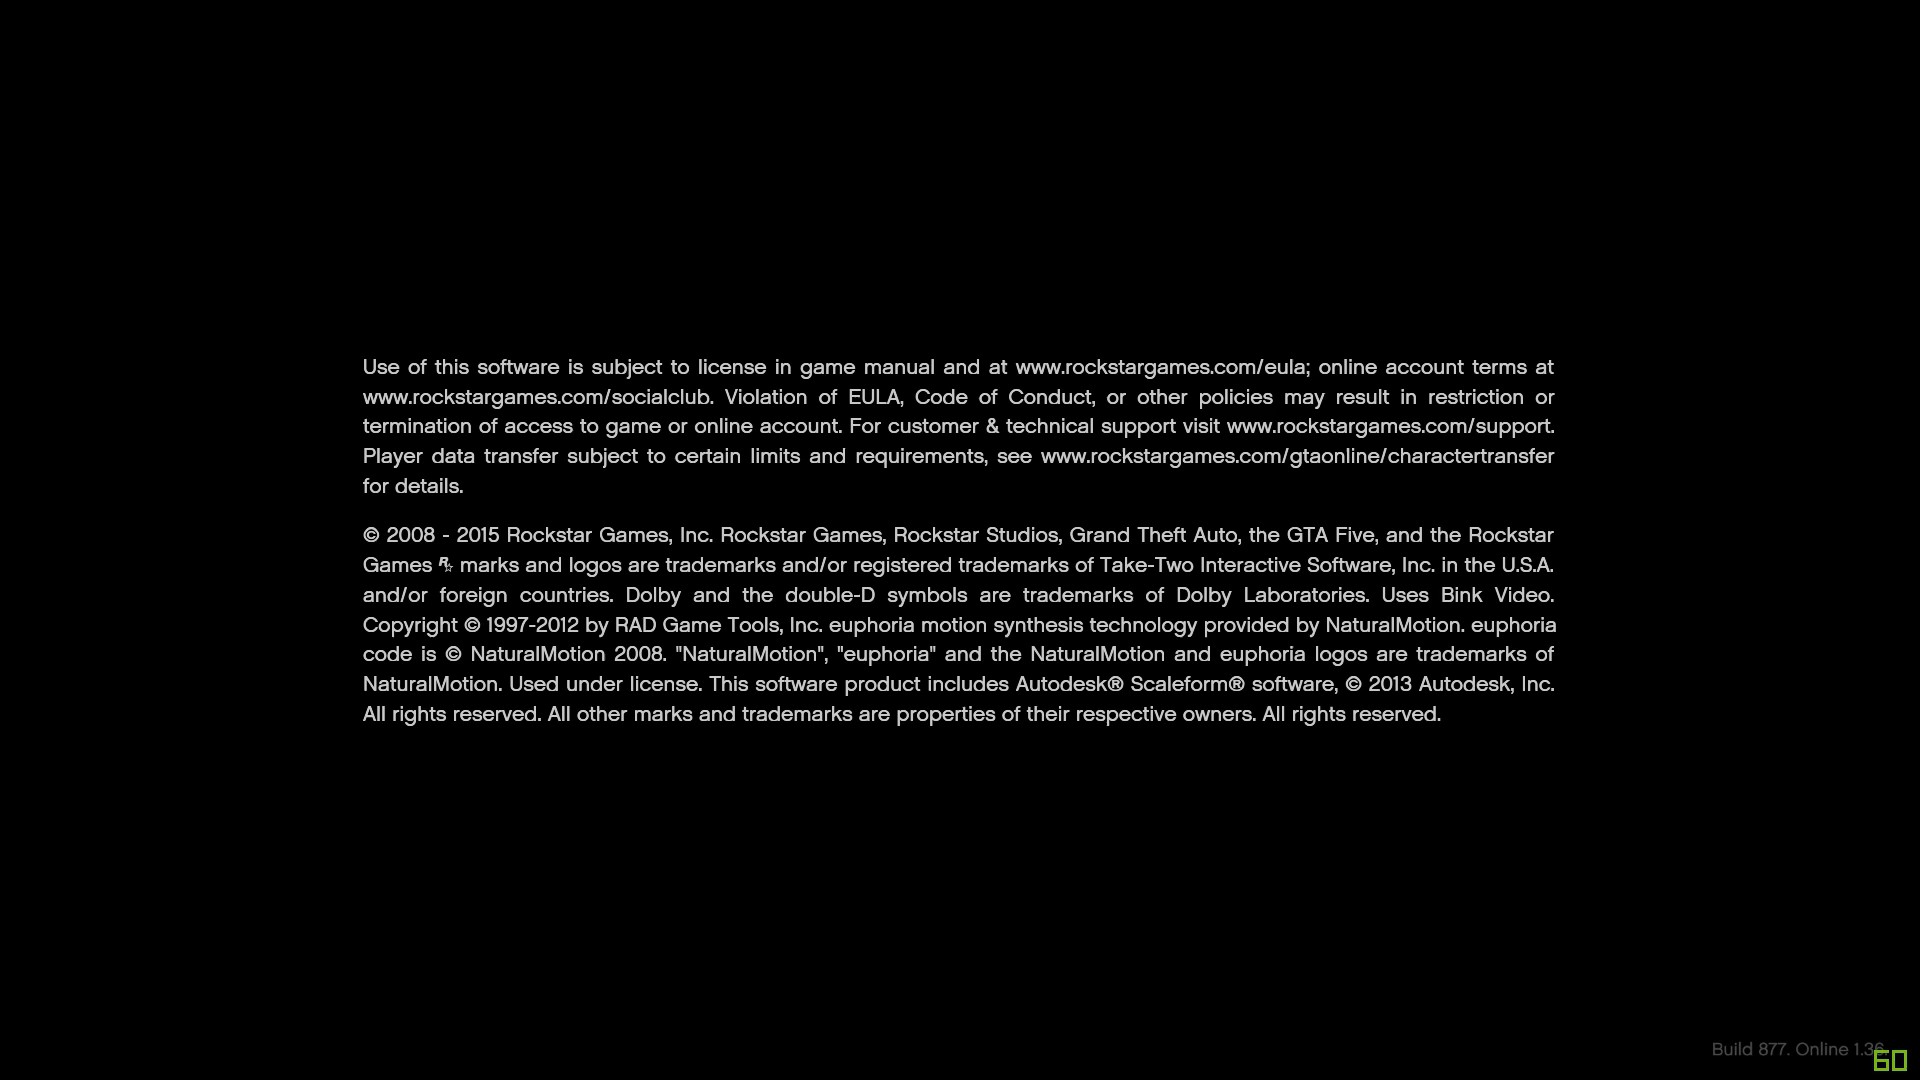 Use of this software is subject to license in game manual and at www.rockstargames.com/eula; online account terms at
www.rockstargames.com/socialclub. Violation of EULA, Code of Conduct, or other policies may result in restriction or
termination of access to game or online account. For customer & technical support visit www.rockstargames.com/support.
Player data transfer subject to certain limits and requirements, see www.rockstargames.com/gtaonline/charactertransfer
for details.
© 2008 - 2015 Rockstar Games, Inc. Rockstar Games, Rockstar Studios, Grand Theft Auto, the GTA Five, and the Rockstar
Games R☆ marks and logos are trademarks and/or registered trademarks of Take-Two Interactive Software, Inc. in the U.S.A.
and/or foreign countries. Dolby and the double-D symbols are trademarks of Dolby Laboratories. Uses Bink Video.
Copyright © 1997-2012 by RAD Game Tools, Inc. euphoria motion synthesis technology provided by NaturalMotion. euphoria
code is © NaturalMotion 2008. "NaturalMotion", "euphoria" and the NaturalMotion and euphoria logos are trademarks of
NaturalMotion. Used under license. This software product includes Autodesk® Scaleform® software, © 2013 Autodesk, Inc.
All rights reserved. All other marks and trademarks are properties of their respective owners. All rights reserved.
Build 877. Online 1.36.
60